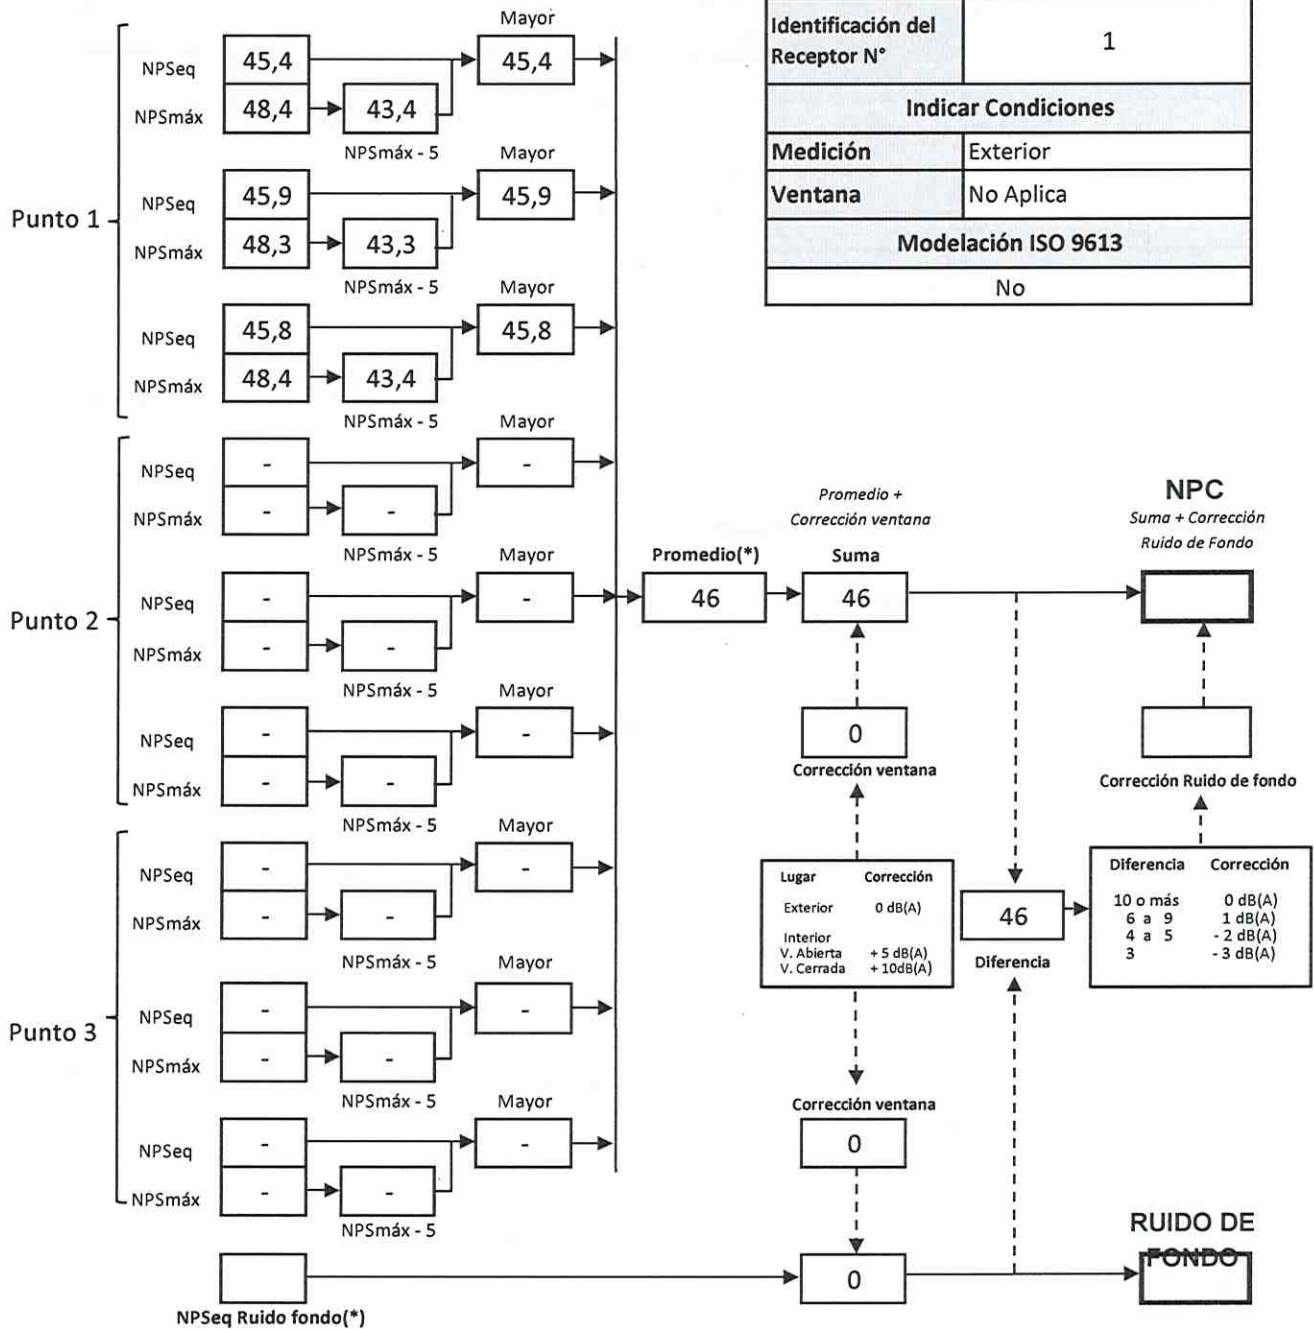 Identificación del
Receptor N°
1
Indicar Condiciones
Medición
Exterior
Ventana
No Aplica
Modelación ISO 9613
No
Punto 1
Mayor
NPSeq
45,4
45,4
NPSmáx
48,4
43,4
NPSmáx - 5
Mayor
NPSeq
45,9
45,9
NPSmáx
48,3
43,3
NPSmáx - 5
Mayor
NPSeq
45,8
45,8
NPSmáx
48,4
43,4
NPSmáx - 5
Punto 2
Mayor
NPSeq
-
-
NPSmáx
-
-
NPSmáx - 5
Mayor
NPSeq
-
-
NPSmáx
-
-
NPSmáx - 5
Mayor
NPSeq
-
-
NPSmáx
-
-
NPSmáx - 5
Punto 3
Mayor
NPSeq
-
-
NPSmáx
-
-
NPSmáx - 5
NPSeq
-
-
NPSmáx
-
-
NPSmáx - 5
Mayor
NPSeq
-
-
NPSmáx
-
-
NPSmáx - 5
NPSeq Ruido fondo(*)
Promedio(*)
46
Promedio +
Corrección ventana
Suma
46
0
Corrección ventana
Lugar Corrección
Exterior 0 dB(A)
Interior
V. Abierta + 5 dB(A)
V. Cerrada + 10dB(A)
Corrección ventana
0
0
46
Diferencia
NPC
Suma + Corrección
Ruido de Fondo
Corrección Ruido de fondo
Diferencia Corrección
10 o más 0 dB(A)
6 a 9 1 dB(A)
4 a 5 - 2 dB(A)
3 - 3 dB(A)
RUIDO DE
FONDO